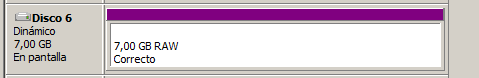 Disco 6
Dinámico
7,00 GB
En pantalla
7,00 GB RAW
Correcto